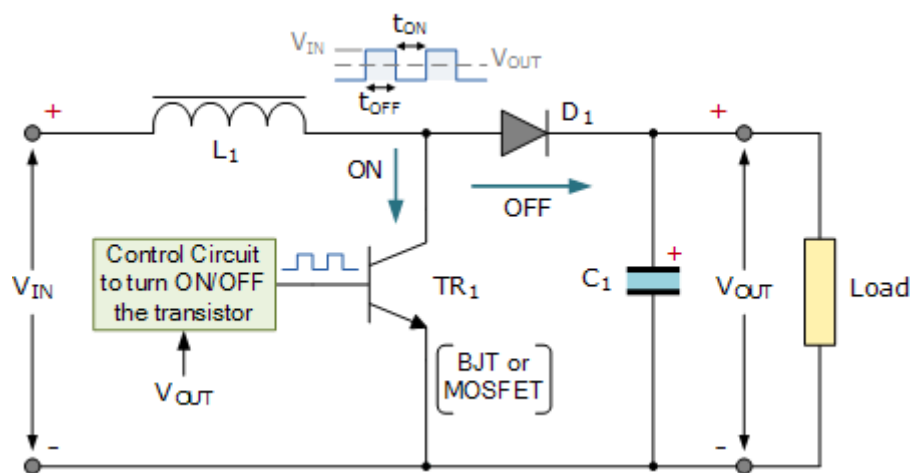 tON
VIN
VOUT
tOFF
+
L1
D1
+
ON
OFF
Control Circuit
to turn ON/OFF
the transistor
VIN
TR1
C1
+
VOUT
Load
VOUT
BJT or
MOSFET
-
-